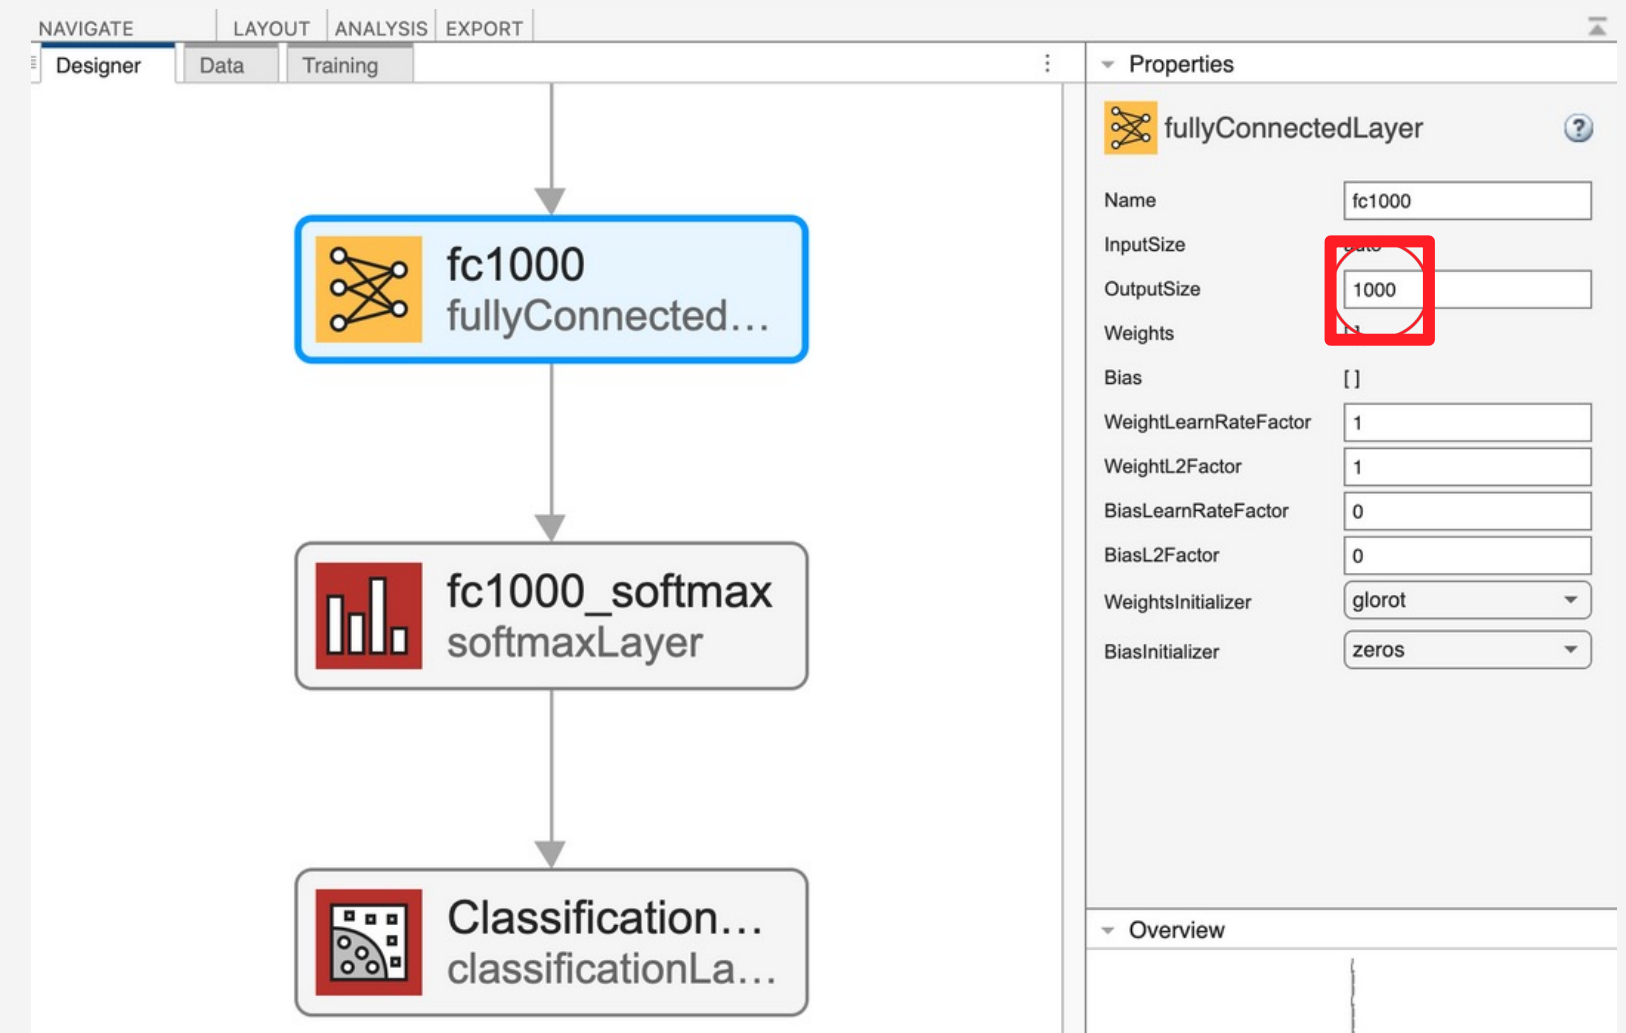 NAVIGATE LAYOUT ANALYSIS EXPORT
Designer Data Training
fc1000
fullyConnected...
fc1000_softmax
softmaxLayer
Classification...
classificationLa...
Properties
fullyConnectedLayer ?
Name fc1000
InputSize
OutputSize 1000
Weights
Bias []
WeightLearnRateFactor 1
WeightL2Factor 1
BiasLearnRateFactor 0
BiasL2Factor 0
WeightsInitializer glorot
BiasInitializer zeros
Overview